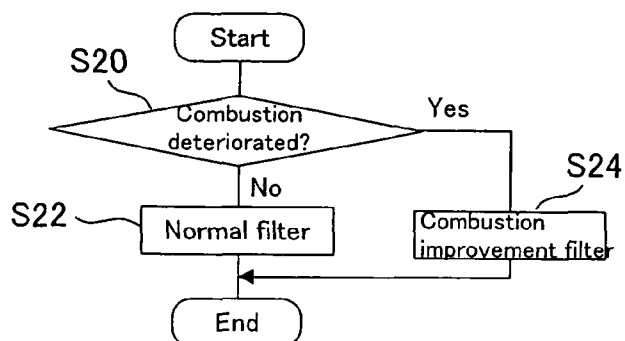 Start
S20
Combustion
deteriorated?
Yes
No
S24
S22
Normal filter
Combustion
improvement filter
End